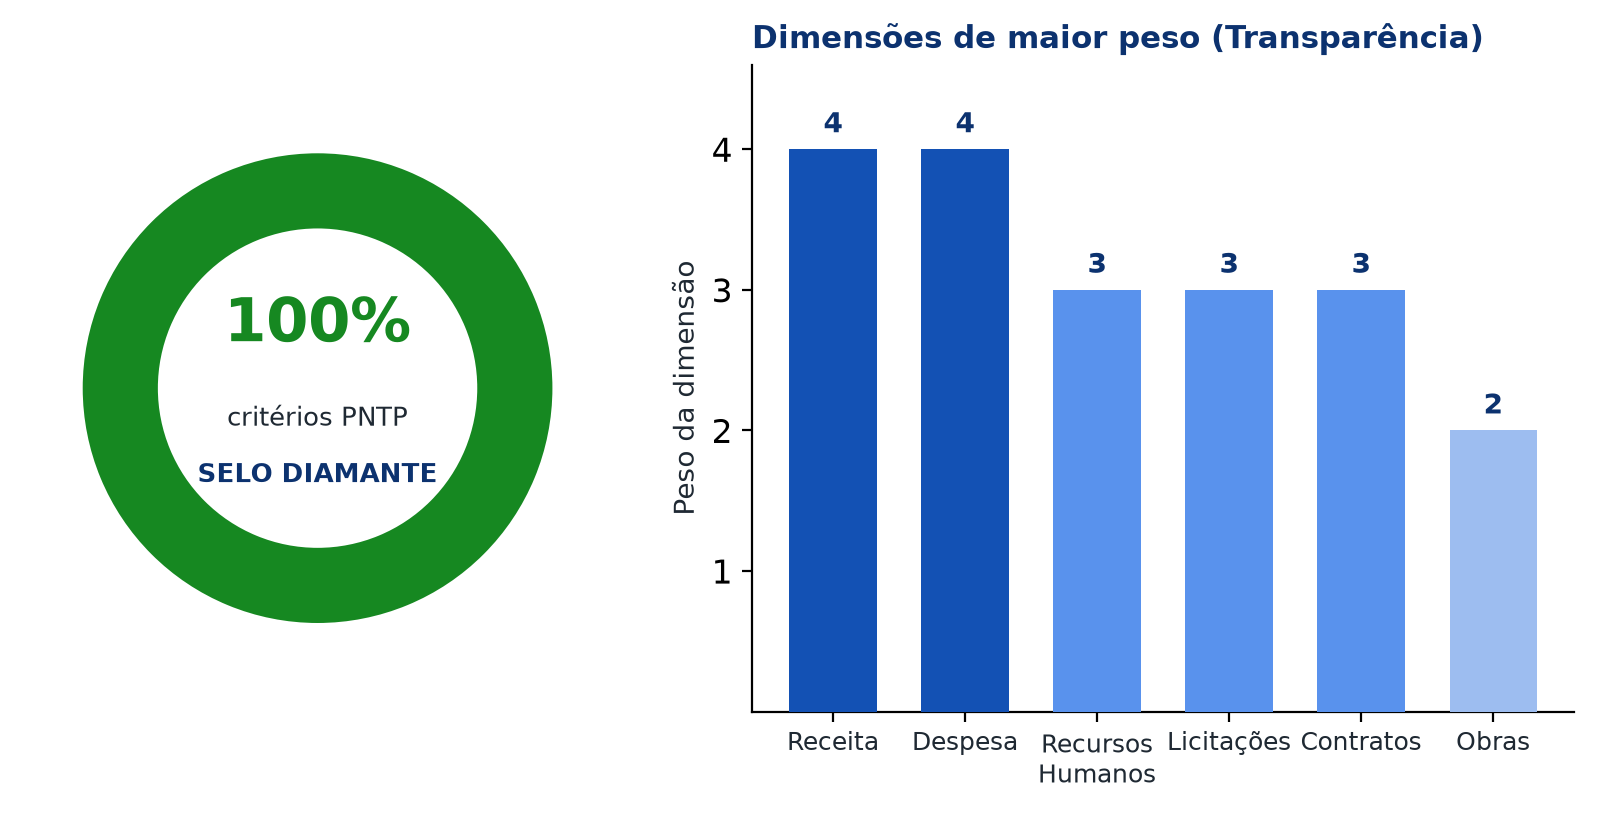 100%
critérios PNTP
SELO DIAMANTE
Dimensões de maior peso (Transparência)
Peso da dimensão
4
3
2
1
4
4
3
3
3
2
Receita
Despesa
Recursos
Humanos
Licitações
Contratos
Obras